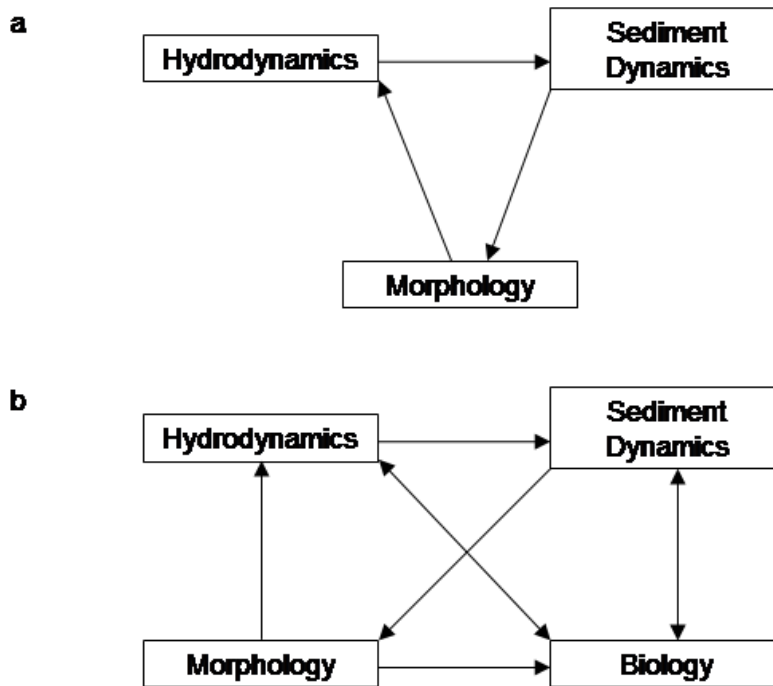 a
Hydrodynamics
Sediment
Dynamics
Morphology
b
Hydrodynamics
Sediment
Dynamics
Morphology
Biology